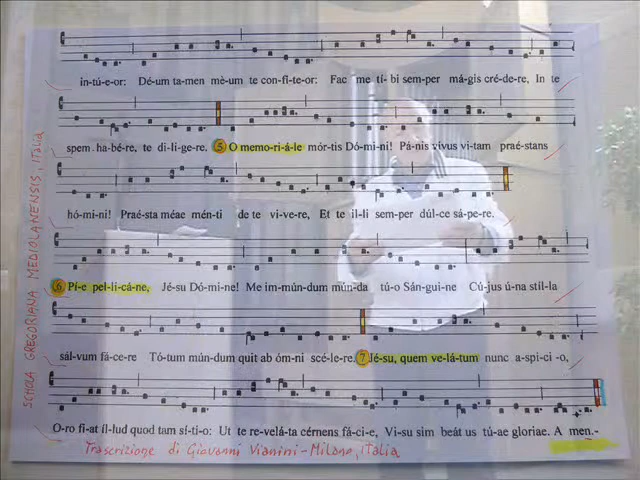 in-tú-e-or: Dé-um ta-men mè-um te con-fí-te-or: Fac me tí-bi sem-per má-gis cré-de-re, In te
spem ha-bé-re, te di-lí-ge-re. 5 O memo-ri-á-le mór-tis Dó-mi-ni! Pá-nis vívus vi-tam praé-stans
hó-mi-ni! Praé-sta méae mén-ti de te ví-ve-re, Et te íl-li sem-per dúl-ce sá-pe-re.
6 Pí-e pel-li-cá-ne, Jé-su Dó-mi-ne! Me im-mún-dum mún-da tú-o Sán-gui-ne Cú-jus ú-na stíl-la
sál-vum fá-ce-re Tó-tum mún-dum quit ab óm-ni scé-le-re. 7 Jé-su, quem ve-lá-tum nunc a-spi-ci-o,
O-ro fi-at íl-lud quod tam sí-ti-o: Ut te re-ve-lá-ta cérnens fá-ci-e, Ví-su sim beát us tú-ae gloriae. A men.-
Trascrizione di Giovanni Vianini - Milano, Italia
SCHOLA GREGORIANA MEDIOLANENSIS, ITALIA